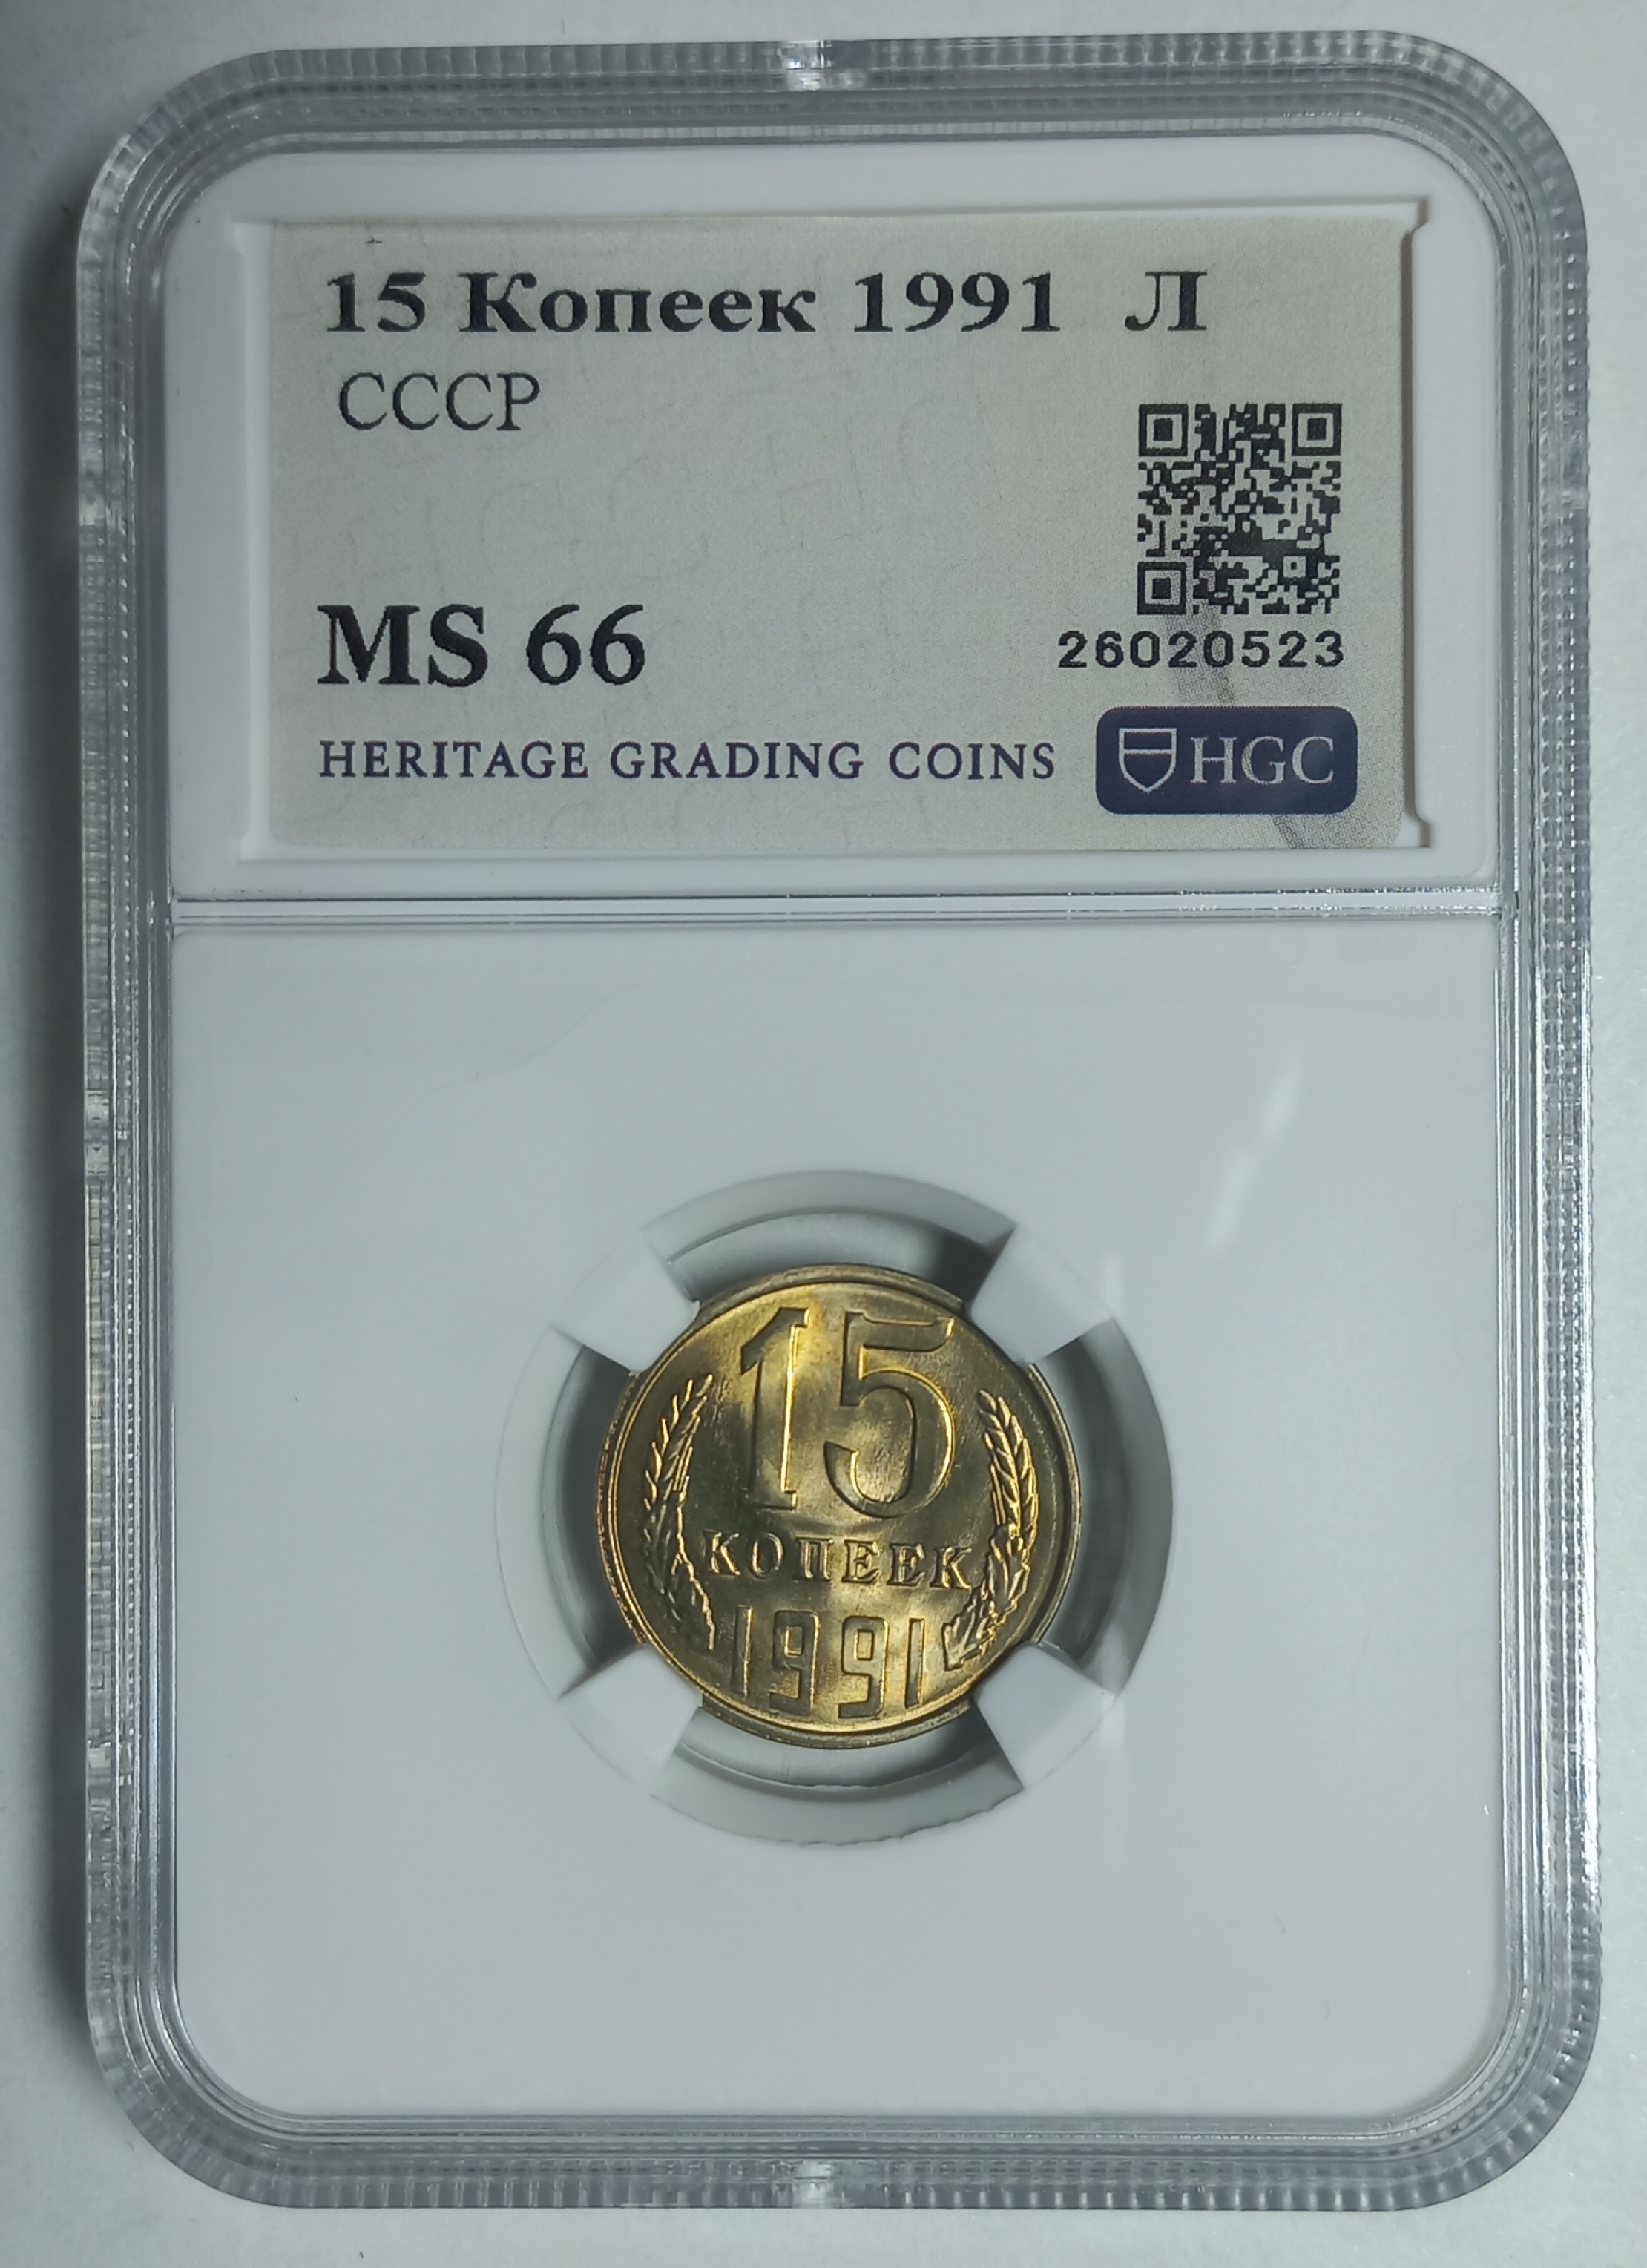 15 Копеек 1991 Л
СССР
MS 66
26020523
HERITAGE GRADING COINS HGC
15
КОПЕЕК
1991